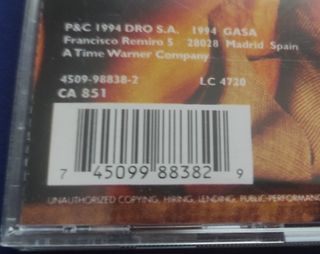 P&C 1994 DRO S.A. 1994 GASA
Francisco Remiro 5 28028 Madrid Spain
A Time Warner Company
4509-98838-2 LC 4720
CA 851
7 45099 88382 9
UNAUTHORIZED COPYING, HIRING, LENDING, PUBLIC-PERFORMAN